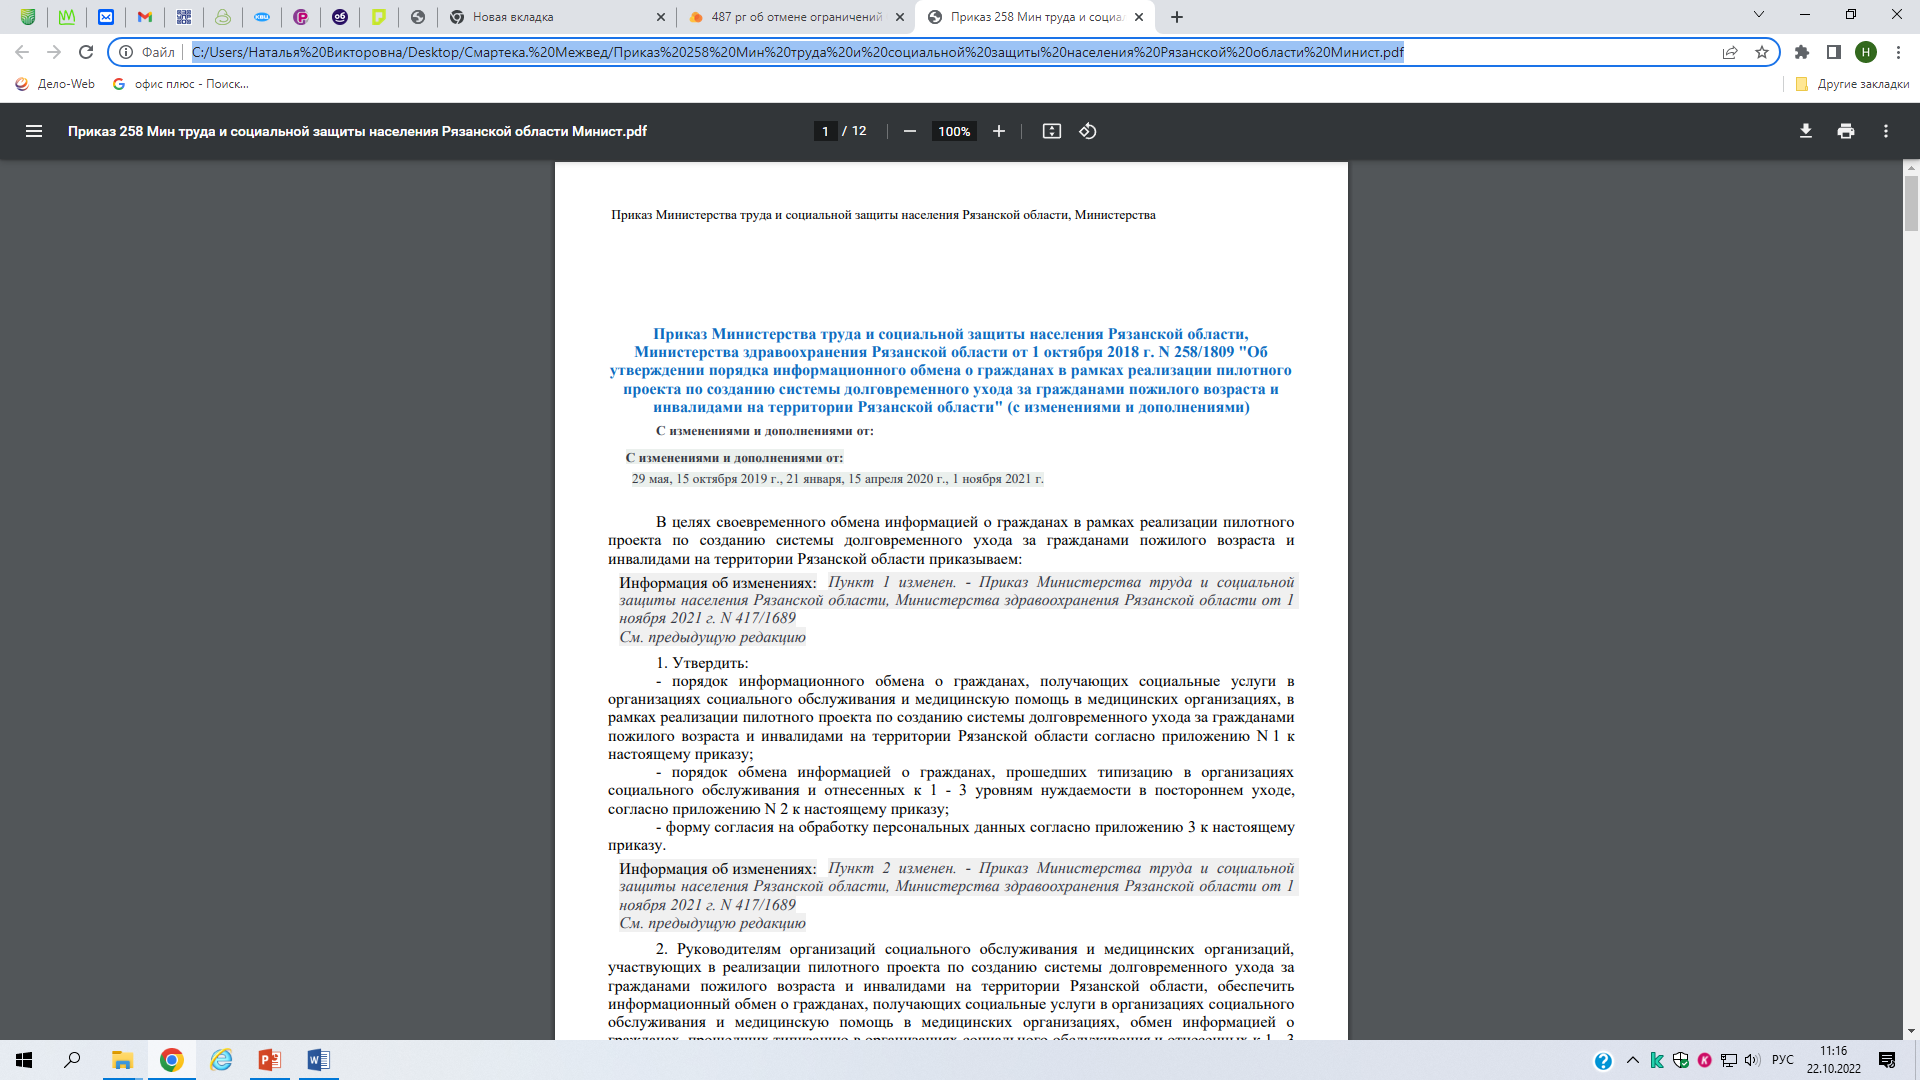 Новая вкладка
487 рг об отмене ограничений
Приказ 258 Мин труда и социа
Файл
C:/Users/Наталья%20Викторовна/Desktop/Смартека.%20Межвед/Приказ%20258%20Мин%20труда%20и%20социальной%20защиты%20населения%20Рязанской%20области%20Минист.pdf
Н
Дело-Web
офис плюс - Поиск...
Другие закладки
Приказ 258 Мин труда и социальной защиты населения Рязанской области Минист.pdf
1 / 12
100%
Приказ Министерства труда и социальной защиты населения Рязанской области, Министерства
Приказ Министерства труда и социальной защиты населения Рязанской области,
Министерства здравоохранения Рязанской области от 1 октября 2018 г. N 258/1809 "Об
утверждении порядка информационного обмена о гражданах в рамках реализации пилотного
проекта по созданию системы долговременного ухода за гражданами пожилого возраста и
инвалидами на территории Рязанской области" (с изменениями и дополнениями)
С изменениями и дополнениями от:
С изменениями и дополнениями от:
29 мая, 15 октября 2019 г., 21 января, 15 апреля 2020 г., 1 ноября 2021 г.
В целях своевременного обмена информацией о гражданах в рамках реализации пилотного
проекта по созданию системы долговременного ухода за гражданами пожилого возраста и
инвалидами на территории Рязанской области приказываем:
Информация об изменениях: Пункт 1 изменен. - Приказ Министерства труда и социальной
защиты населения Рязанской области, Министерства здравоохранения Рязанской области от 1
ноября 2021 г. N 417/1689
См. предыдущую редакцию
1. Утвердить:
- порядок информационного обмена о гражданах, получающих социальные услуги в
организациях социального обслуживания и медицинскую помощь в медицинских организациях, в
рамках реализации пилотного проекта по созданию системы долговременного ухода за гражданами
пожилого возраста и инвалидами на территории Рязанской области согласно приложению N 1 к
настоящему приказу;
- порядок обмена информацией о гражданах, прошедших типизацию в организациях
социального обслуживания и отнесенных к 1 - 3 уровням нуждаемости в постороннем уходе,
согласно приложению N 2 к настоящему приказу;
- форму согласия на обработку персональных данных согласно приложению 3 к настоящему
приказу.
Информация об изменениях: Пункт 2 изменен. - Приказ Министерства труда и социальной
защиты населения Рязанской области, Министерства здравоохранения Рязанской области от 1
ноября 2021 г. N 417/1689
См. предыдущую редакцию
2. Руководителям организаций социального обслуживания и медицинских организаций,
участвующих в реализации пилотного проекта по созданию системы долговременного ухода за
гражданами пожилого возраста и инвалидами на территории Рязанской области, обеспечить
информационный обмен о гражданах, получающих социальные услуги в организациях социального
обслуживания и медицинскую помощь в медицинских организациях, обмен информацией о
гражданах, прошедших типизацию в организациях социального обслуживания и отнесенных к 1 - 3
РУС
11:16
22.10.2022